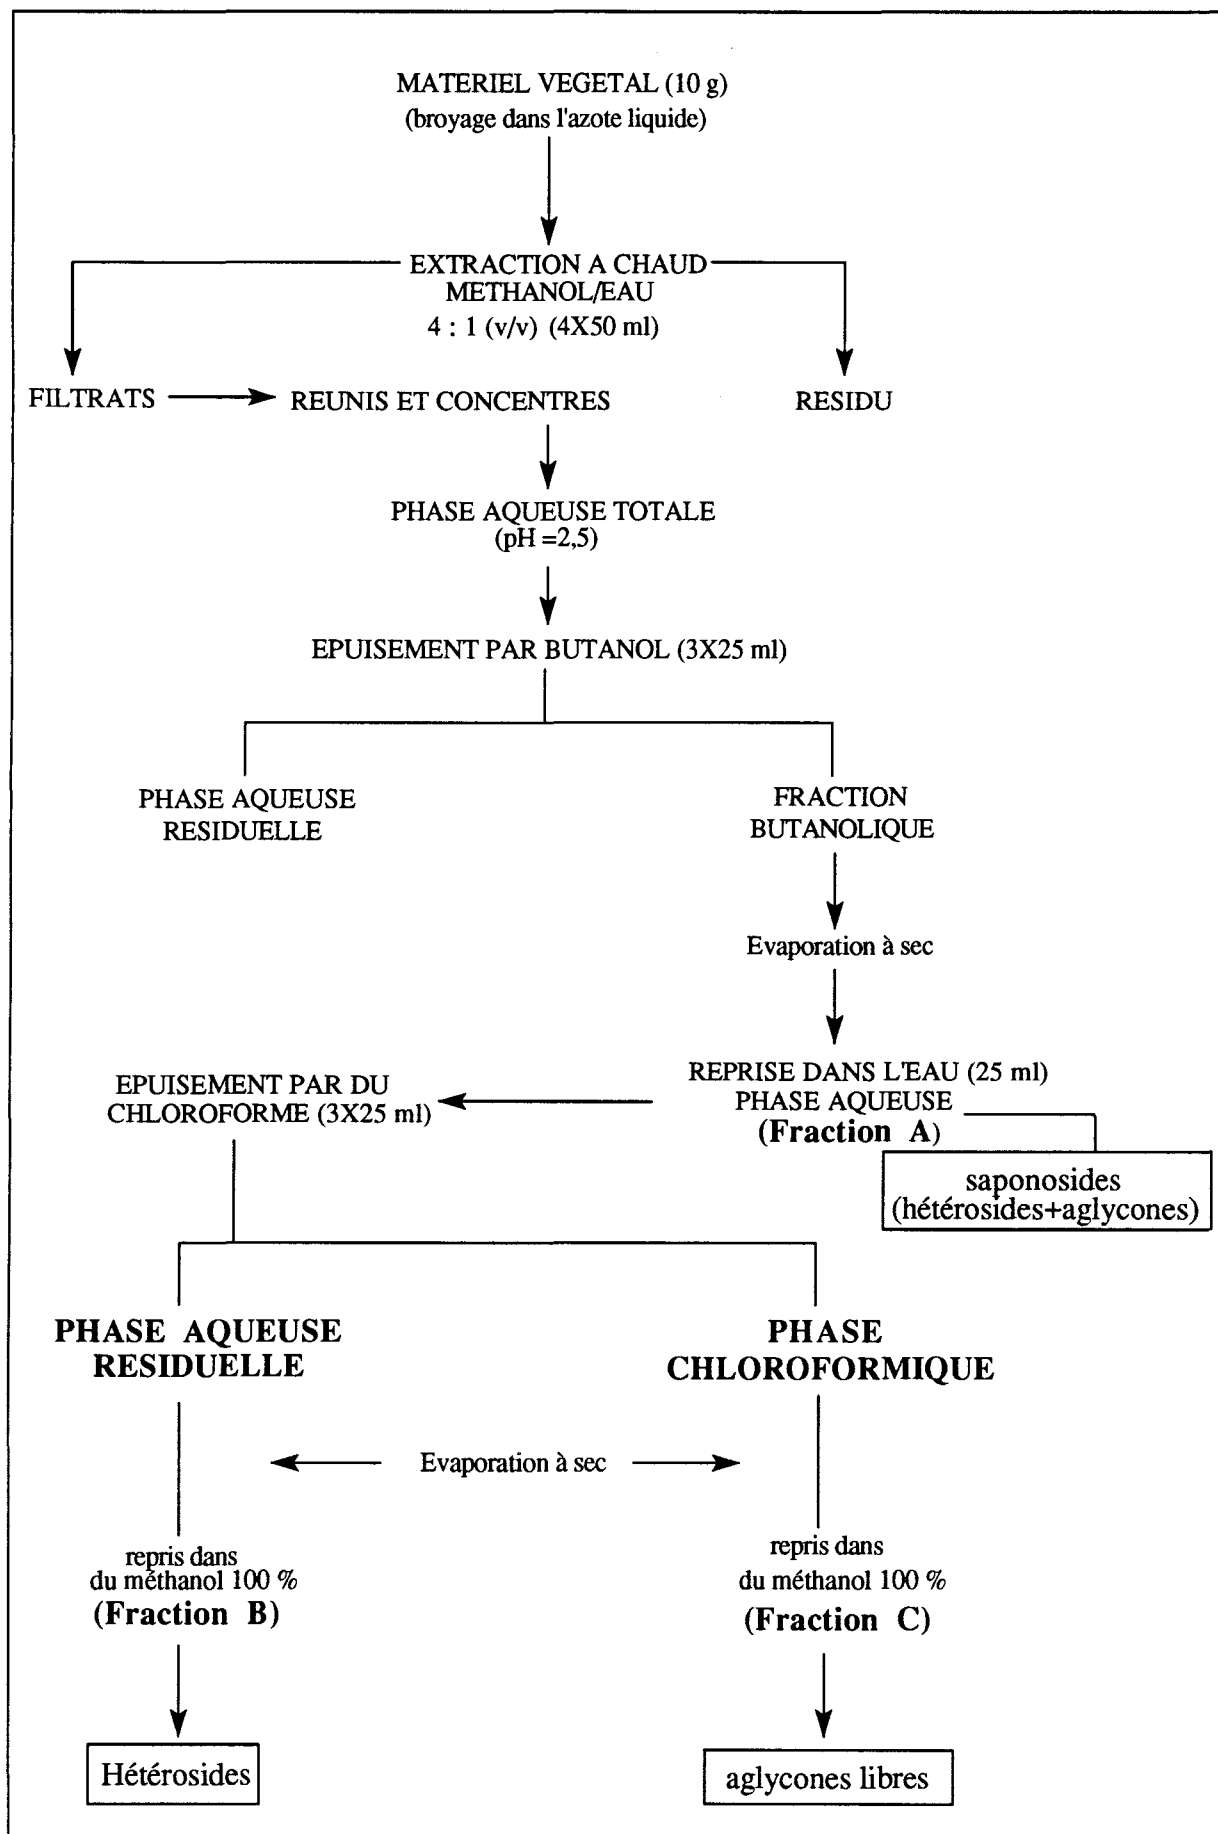 MATERIEL VEGETAL (10 g)
(broyage dans l'azote liquide)
EXTRACTION A CHAUD
METHANOL/EAU
4 : 1 (v/v) (4X50 ml)
FILTRATS
REUNIS ET CONCENTRES
RESIDU
PHASE AQUEUSE TOTALE
(pH =2,5)
EPUISEMENT PAR BUTANOL (3X25 ml)
PHASE AQUEUSE
RESIDUELLE
FRACTION
BUTANOLIQUE
Evaporation à sec
REPRISE DANS L'EAU (25 ml)
PHASE AQUEUSE
(Fraction A)
saponosides
(hétérosides+aglycones)
EPUISEMENT PAR DU
CHLOROFORME (3X25 ml)
PHASE AQUEUSE
RESIDUELLE
PHASE
CHLOROFORMIQUE
Evaporation à sec
repris dans
du méthanol 100 %
(Fraction B)
repris dans
du méthanol 100 %
(Fraction C)
Hétérosides
aglycones libres